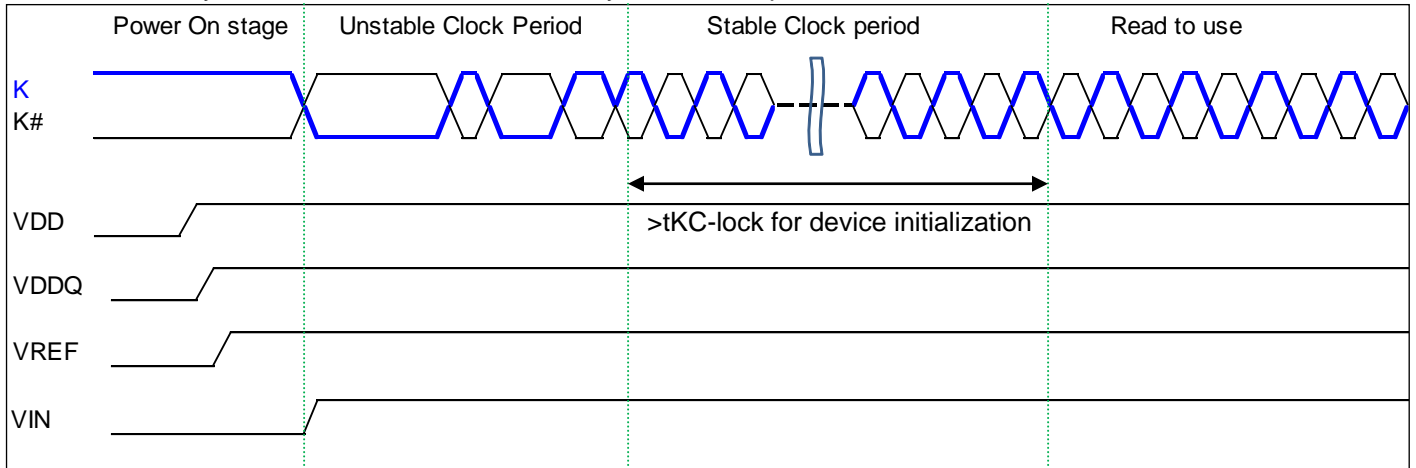 Power On stage
Unstable Clock Period
Stable Clock period
Read to use
K
K#
>tKC-lock for device initialization
VDD
VDDQ
VREF
VIN